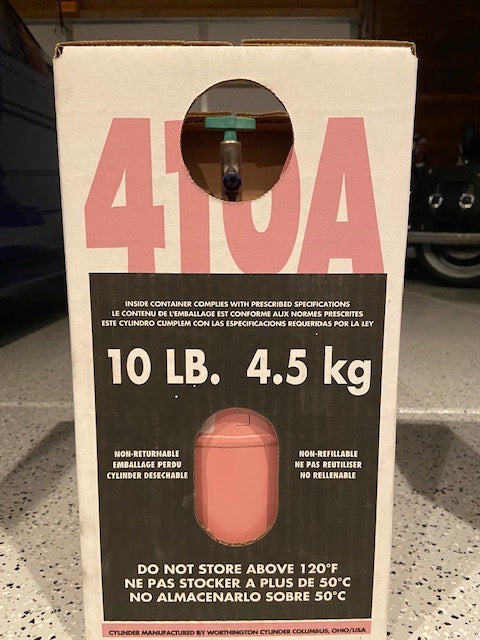 410A
INSIDE CONTAINER COMPLIES WITH PRESCRIBED SPECIFICATIONS
LE CONTENU DE L'EMBALLAGE EST CONFORME AUX NORMES PRESCRITES
ESTE CYLINDRO CUMPLEM CON LAS ESPECIFICACIONES REQUERIDAS POR LA LEY
10 LB. 4.5 kg
NON-RETURNABLE
EMBALLAGE PERDU
CYLINDER DESECHABLE
NON-REFILLABLE
NE PAS REUTILISER
NO RELLENABLE
DO NOT STORE ABOVE 120°F
NE PAS STOCKER A PLUS DE 50°C
NO ALMACENARLO SOBRE 50°C
CYLINDER MANUFACTURED BY WORTHINGTON CYLINDER COLUMBUS, OHIO/USA